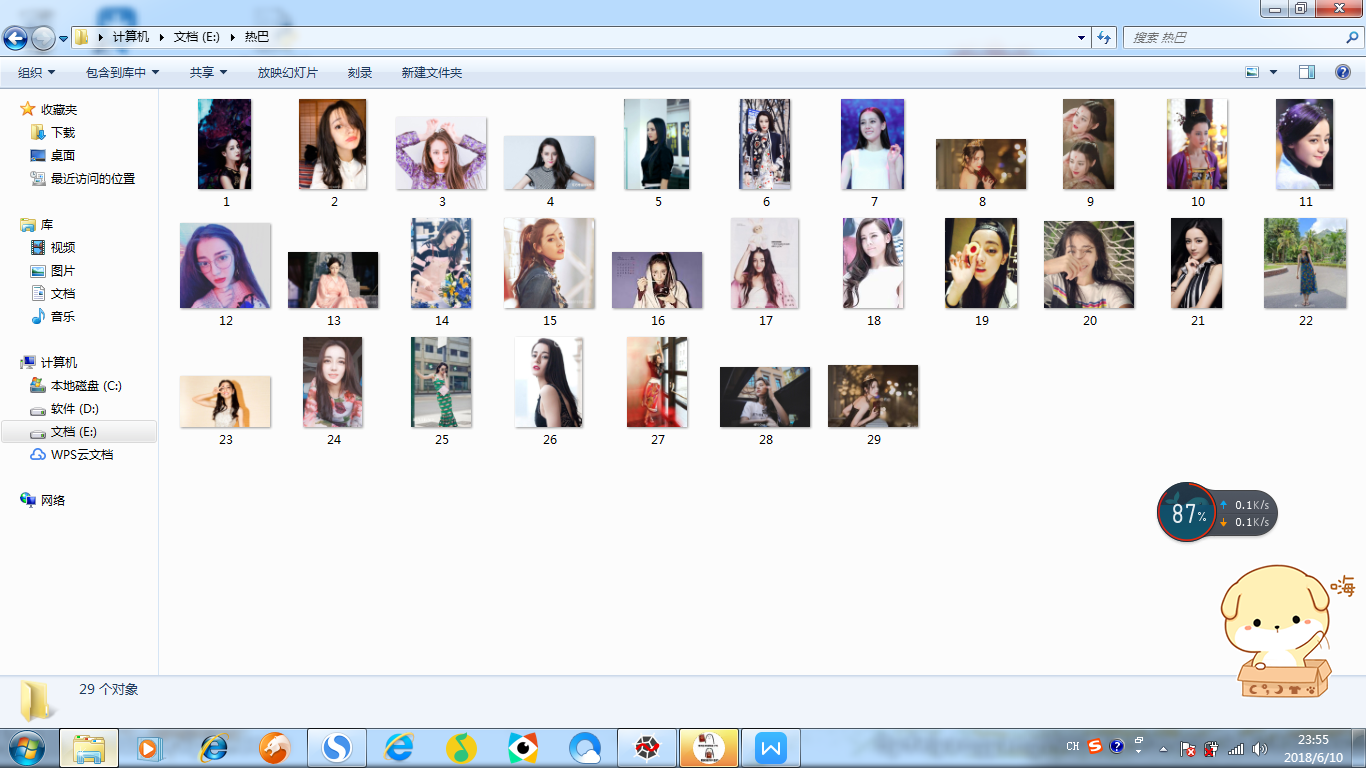 计算机 文档 (E:) 热巴
搜索 热巴
组织 包含到库中 共享 放映幻灯片 刻录 新建文件夹
收藏夹
下载
桌面
最近访问的位置
库
视频
图片
文档
音乐
计算机
本地磁盘 (C:)
软件 (D:)
文档 (E:)
WPS云文档
网络
1 2 3 4 5 6 7 8 9 10 11
12 13 14 15 16 17 18 19 20 21 22
23 24 25 26 27 28 29
87%
0.1K/s
0.1K/s
嗨
29 个对象
CH
23:55
2018/6/10